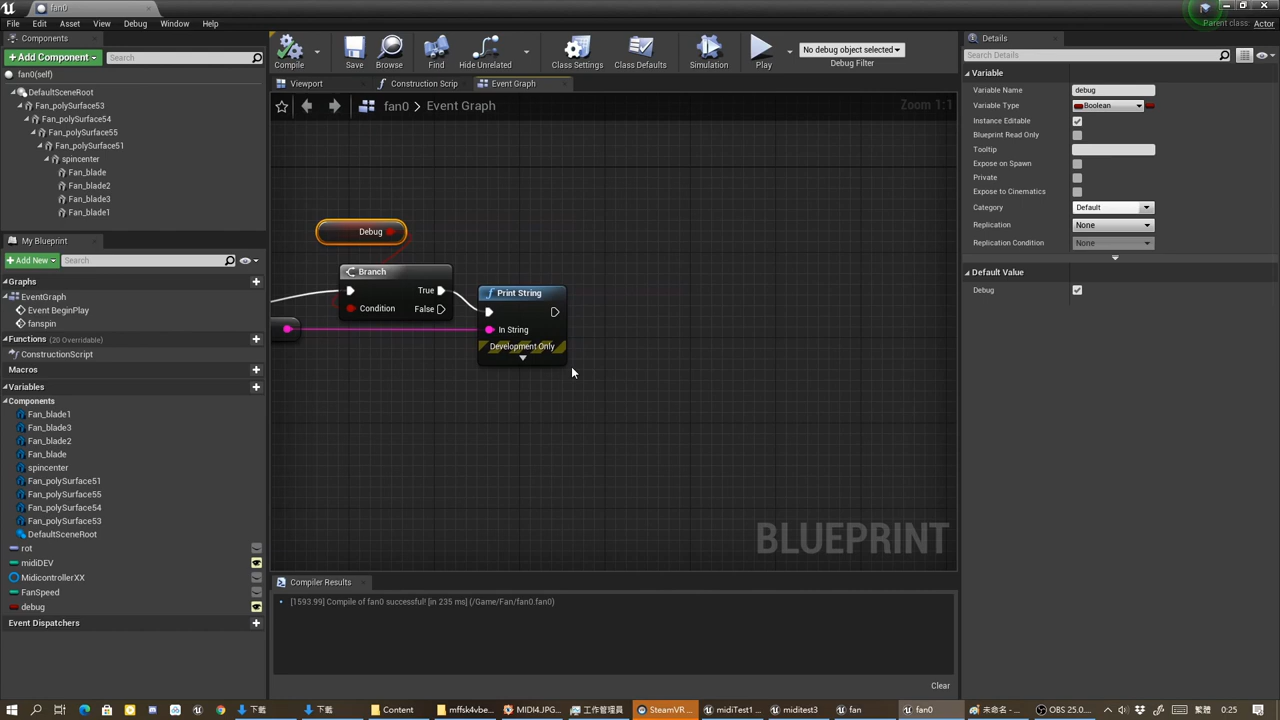 fan0
File Edit Asset View Debug Window Help
Parent class: Actor
Components
+ Add Component
Search
fan0(self)
DefaultSceneRoot
Fan_polySurface53
Fan_polySurface54
Fan_polySurface55
Fan_polySurface51
spincenter
Fan_blade
Fan_blade2
Fan_blade3
Fan_blade1
My Blueprint
+ Add New
Search
Graphs
EventGraph
Event BeginPlay
fanspin
Functions (20 Overridable)
ConstructionScript
Macros
Variables
Components
Fan_blade1
Fan_blade3
Fan_blade2
Fan_blade
spincenter
Fan_polySurface51
Fan_polySurface55
Fan_polySurface54
Fan_polySurface53
DefaultSceneRoot
rot
midiDEV
MidicontrollerXX
FanSpeed
debug
Event Dispatchers
Compile
Save
Browse
Find
Hide Unrelated
Class Settings
Class Defaults
Simulation
Play
No debug object selected
Debug Filter
Viewport
Construction Scrip
Event Graph
fan0 > Event Graph
Zoom 1:1
Debug
Branch
True
Condition
False
Print String
In String
Development Only
BLUEPRINT
Compiler Results
[1593.99] Compile of fan0 successful! [in 235 ms] (/Game/Fan/fan0.fan0)
Clear
Details
Search Details
Variable
Variable Name debug
Variable Type Boolean
Instance Editable
Blueprint Read Only
Tooltip
Expose on Spawn
Private
Expose to Cinematics
Category Default
Replication None
Replication Condition None
Default Value
Debug
下載
下載
Content
mffsk4vbe...
MIDI4.JPG...
工作管理員
SteamVR ...
midiTest1 ...
miditest3
fan
fan0
未命名 - ...
OBS 25.0....
繁 0:25